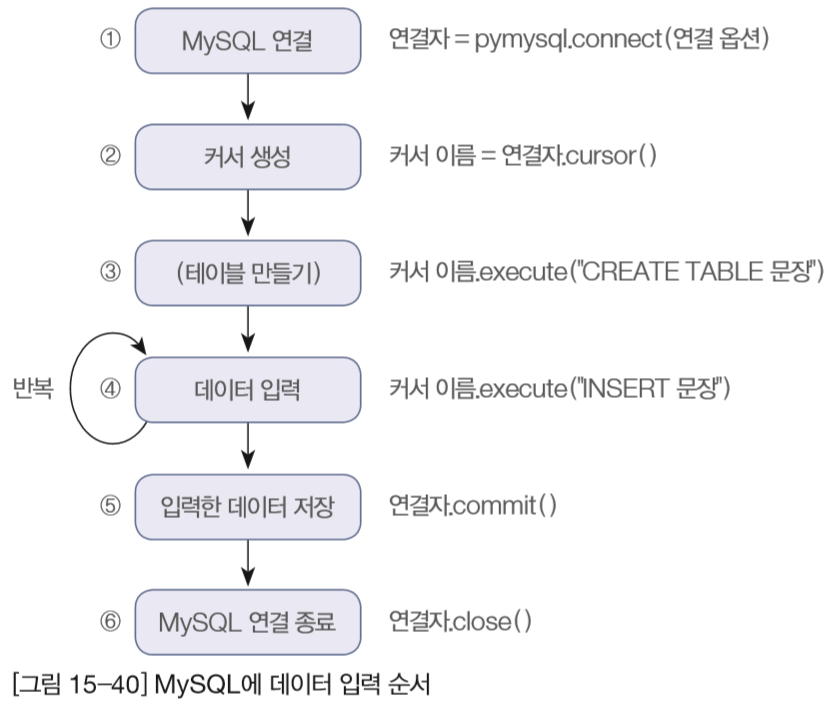 ① MySQL 연결 연결자 = pymysql.connect(연결 옵션)
② 커서 생성 커서 이름 = 연결자.cursor()
③ (테이블 만들기) 커서 이름.execute("CREATE TABLE 문장")
반복 ④ 데이터 입력 커서 이름.execute("INSERT 문장")
⑤ 입력한 데이터 저장 연결자.commit()
⑥ MySQL 연결 종료 연결자.close()
[그림 15-40] MySQL에 데이터 입력 순서